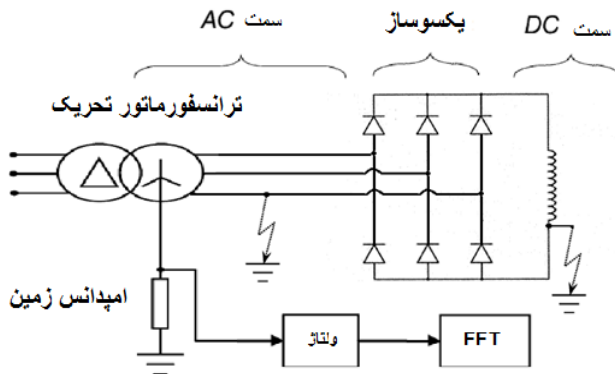 سمت AC
یکسوساز
سمت DC
ترانسفورماتور تحریک
امپدانس زمین
ولتاژ
FFT